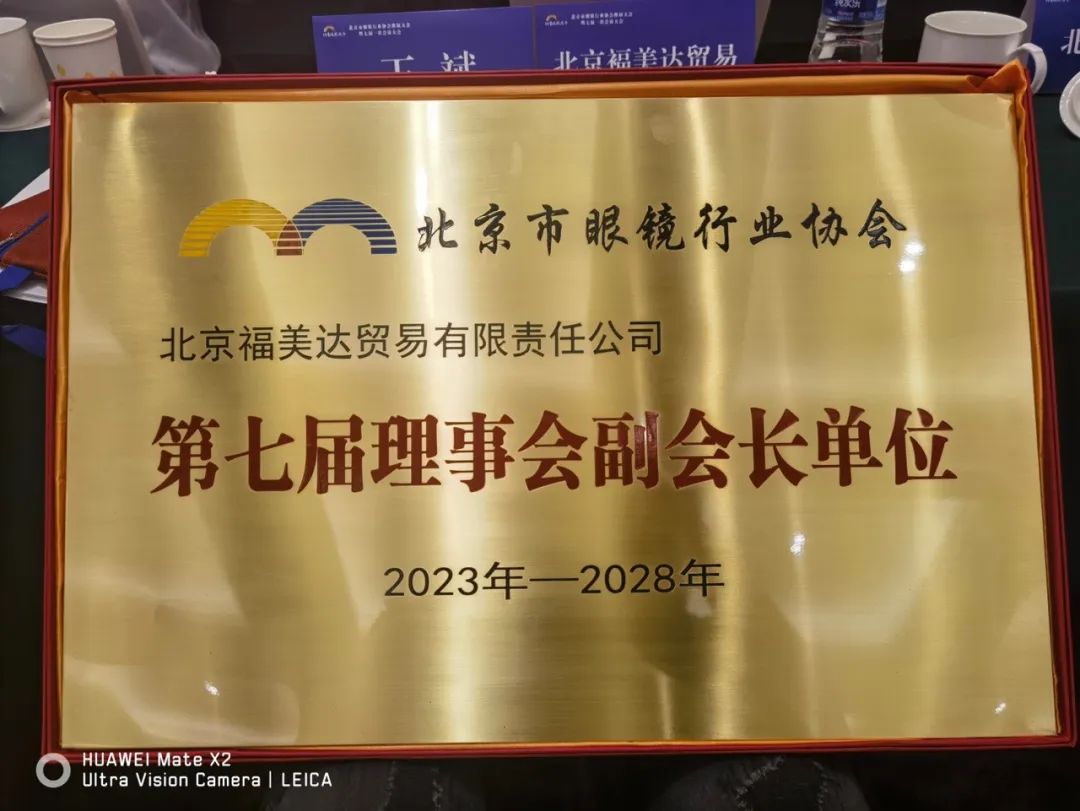 王 斌
北京福美达贸易
北京市眼镜行业协会
北京福美达贸易有限责任公司
第七届理事会副会长单位
2023年—2028年
HUAWEI Mate X2
Ultra Vision Camera | LEICA